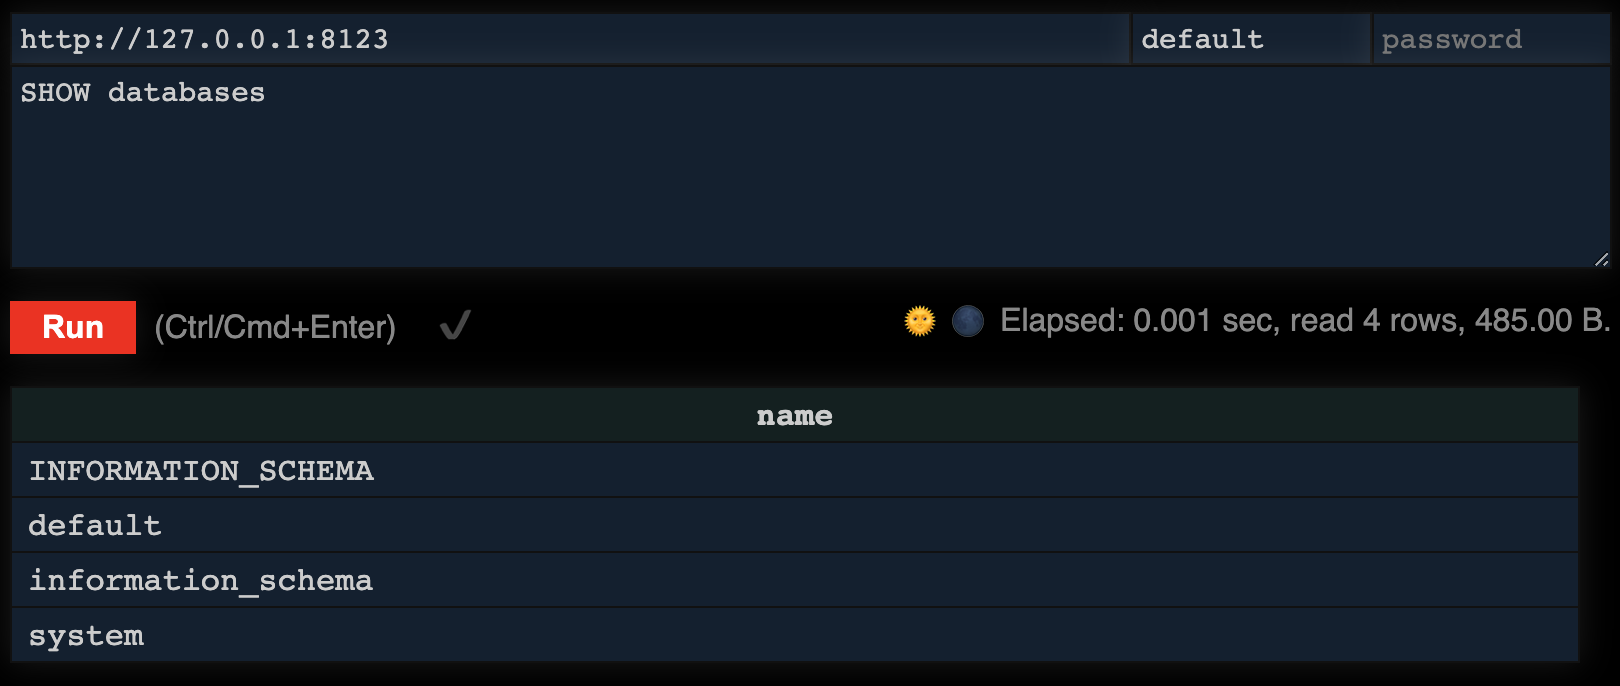 http://127.0.0.1:8123 default password
SHOW databases
Run (Ctrl/Cmd+Enter) ✔ 🌞 🌑 Elapsed: 0.001 sec, read 4 rows, 485.00 B.
name
INFORMATION_SCHEMA
default
information_schema
system